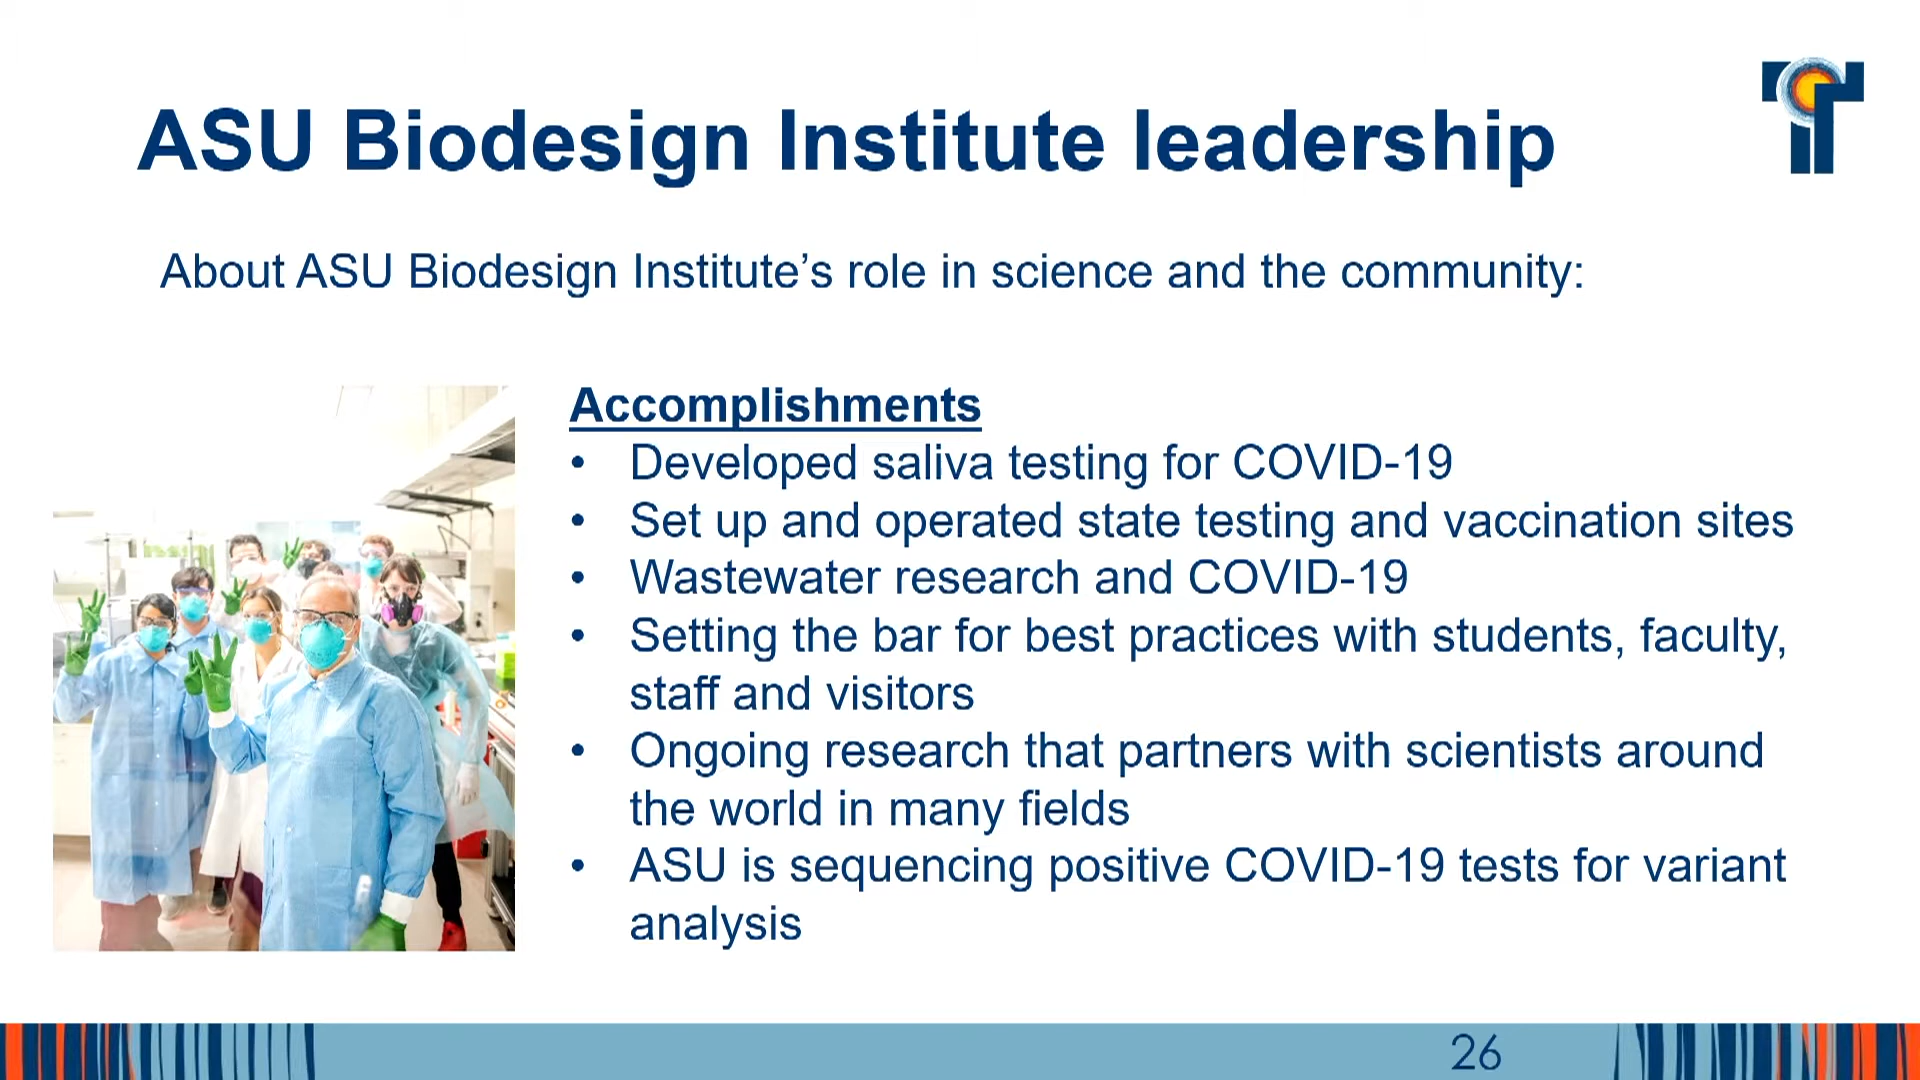 ASU Biodesign Institute leadership
About ASU Biodesign Institute’s role in science and the community:
Accomplishments
• Developed saliva testing for COVID-19
• Set up and operated state testing and vaccination sites
• Wastewater research and COVID-19
• Setting the bar for best practices with students, faculty,
staff and visitors
• Ongoing research that partners with scientists around
the world in many fields
• ASU is sequencing positive COVID-19 tests for variant
analysis
26